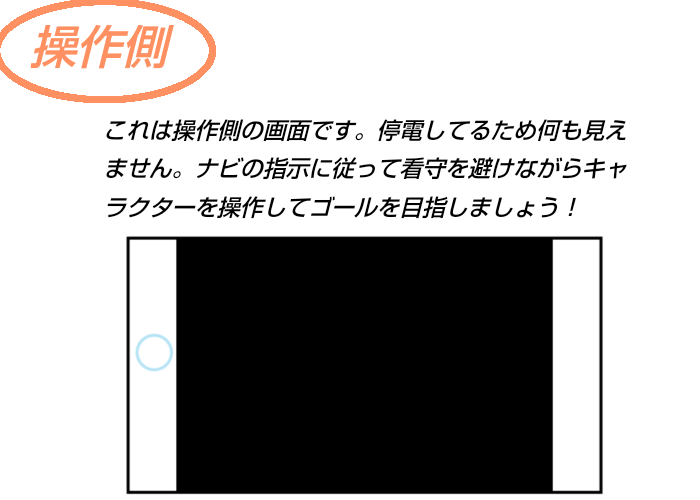 操作側
これは操作側の画面です。停電してるため何も見え
ません。ナビの指示に従って看守を避けながらキャ
ラクターを操作してゴールを目指しましょう！